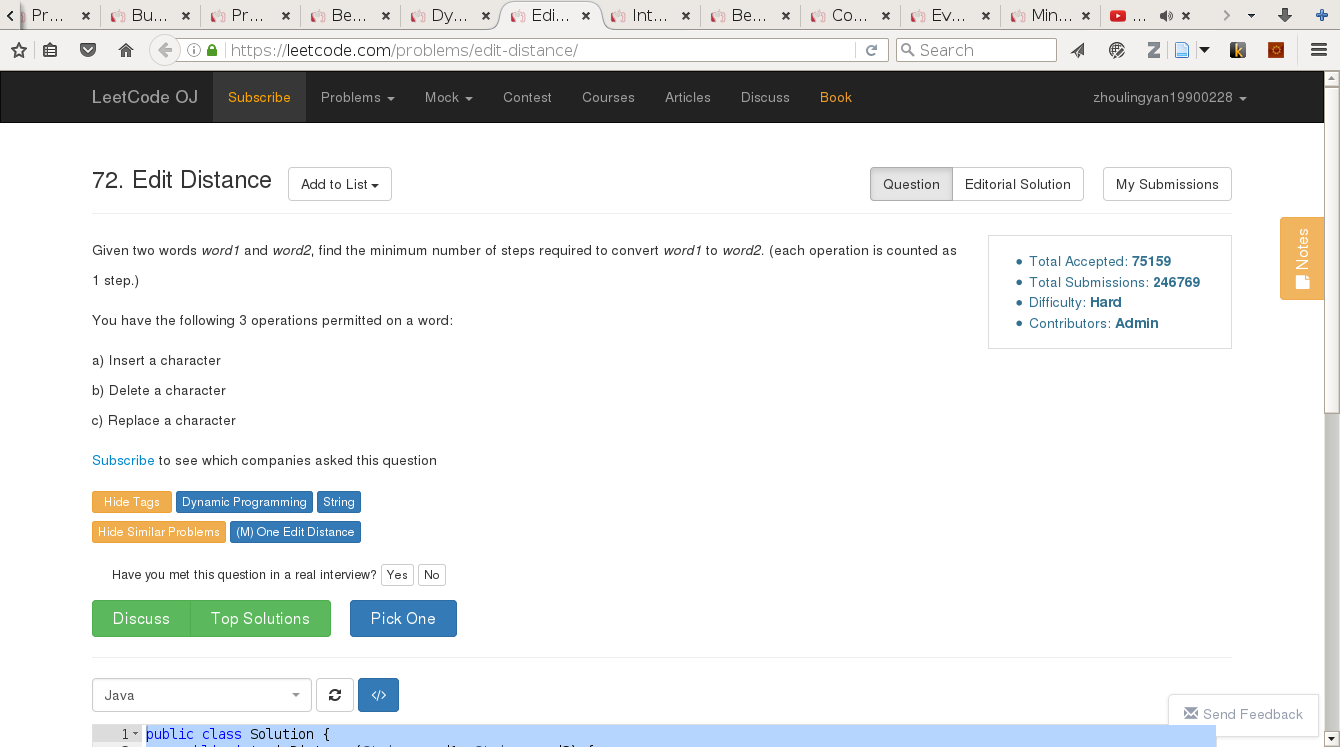 Pr... Bu... Pr... Be... Dy... Edi... Int... Be... Co... Ev... Min... ...
https://leetcode.com/problems/edit-distance/ Search
LeetCode OJ Subscribe Problems Mock Contest Courses Articles Discuss Book zhoulingyan19900228
72. Edit Distance Add to List Question Editorial Solution My Submissions
Given two words word1 and word2, find the minimum number of steps required to convert word1 to word2. (each operation is counted as
1 step.)
Total Accepted: 75159
Total Submissions: 246769
Difficulty: Hard
Contributors: Admin
Notes
You have the following 3 operations permitted on a word:
a) Insert a character
b) Delete a character
c) Replace a character
Subscribe to see which companies asked this question
Hide Tags Dynamic Programming String
Hide Similar Problems (M) One Edit Distance
Have you met this question in a real interview? Yes No
Discuss Top Solutions Pick One
Java </>
Send Feedback
1 public class Solution {